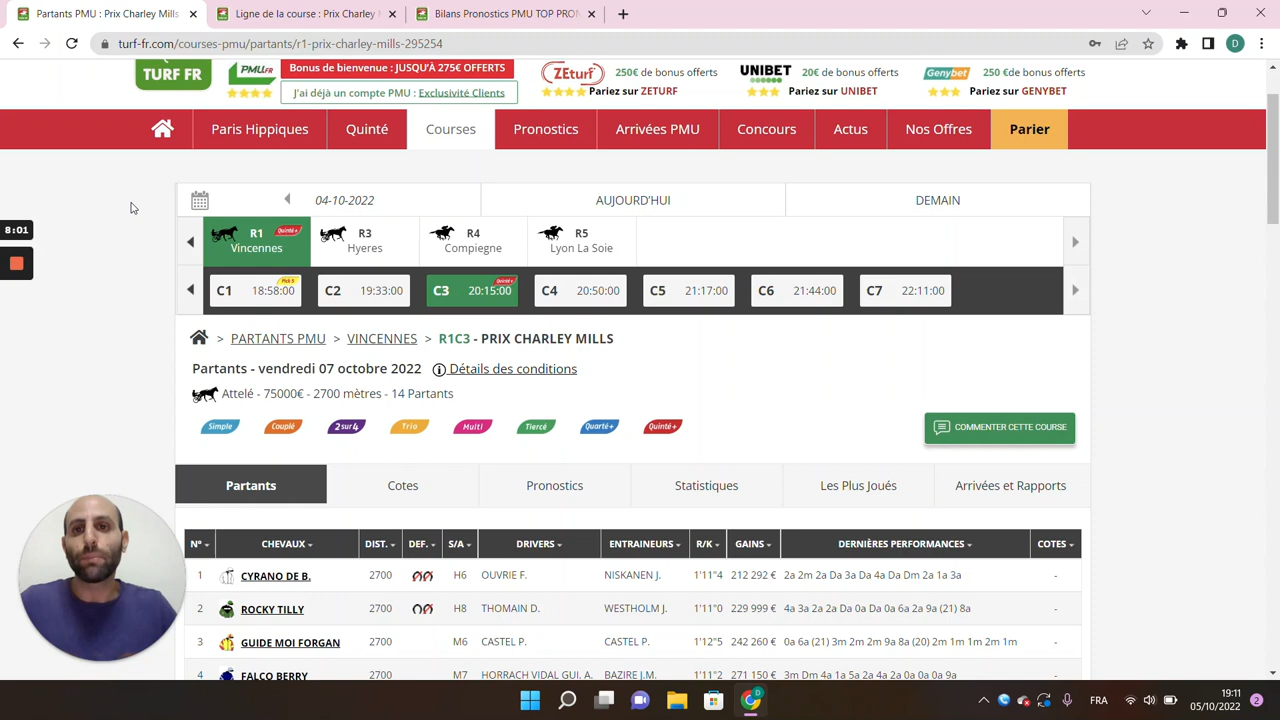 Partants PMU : Prix Charley Mills
Ligne de la course : Prix Charley M
Bilans Pronostics PMU TOP PRON
turf-fr.com/courses-pmu/partants/r1-prix-charley-mills-295254
D
TURF FR
PMU.FR
Bonus de bienvenue : JUSQU'À 275€ OFFERTS
J'ai déjà un compte PMU : Exclusivité Clients
ZEturf
250€ de bonus offerts
Pariez sur ZETURF
UNIBET
20€ de bonus offerts
Pariez sur UNIBET
Genybet
250 €de bonus offerts
Pariez sur GENYBET
Paris Hippiques
Quinté
Courses
Pronostics
Arrivées PMU
Concours
Actus
Nos Offres
Parier
04-10-2022
AUJOURD'HUI
DEMAIN
8:01
R1
Quinté+
Vincennes
R3
Hyeres
R4
Compiegne
R5
Lyon La Soie
C1
Pick 5
18:58:00
C2
19:33:00
C3
Quinté+
20:15:00
C4
20:50:00
C5
21:17:00
C6
21:44:00
C7
22:11:00
> PARTANTS PMU > VINCENNES > R1C3 - PRIX CHARLEY MILLS
Partants - vendredi 07 octobre 2022
Détails des conditions
Attelé - 75000€ - 2700 mètres - 14 Partants
Simple
Couplé
2 sur 4
Trio
Multi
Tiercé
Quarté+
Quinté+
COMMENTER CETTE COURSE
Partants
Cotes
Pronostics
Statistiques
Les Plus Joués
Arrivées et Rapports
N° CHEVAUX DIST. DEF. S/A DRIVERS ENTRAINEURS R/K GAINS DERNIÈRES PERFORMANCES COTES
1 CYRANO DE B. 2700 H6 OUVRIE F. NISKANEN J. 1'11"4 212 292 € 2a 2m 2a Da 3a Da 4a Da Dm 2a 1a 3a -
2 ROCKY TILLY 2700 H8 THOMAIN D. WESTHOLM J. 1'11"0 229 999 € 4a 3a 2a 2a Da 0a Da 0a 6a 2a 9a (21) 8a -
3 GUIDE MOI FORGAN 2700 M6 CASTEL P. CASTEL P. 1'12"5 242 260 € 0a 6a (21) 3m 2m 2m 9a 8a (20) 2m 1m 1m 2m 1m -
4 FALCO BERRY 2700 M7 HORRACH VIDAL GUI. A. BAZIRE J.M. 1'11"2 271 150 € 3m Dm 4a 1a 5a 2a 4a 2a 0a 0a 0a 9a -
FRA
19:11
05/10/2022
2
D